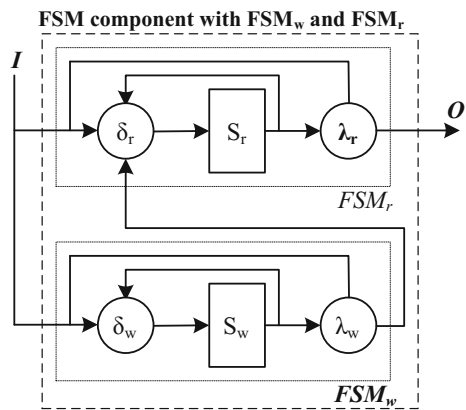 FSM component with FSMw and FSMr
I
O
δr
Sr
λr
FSMr
δw
Sw
λw
FSMw